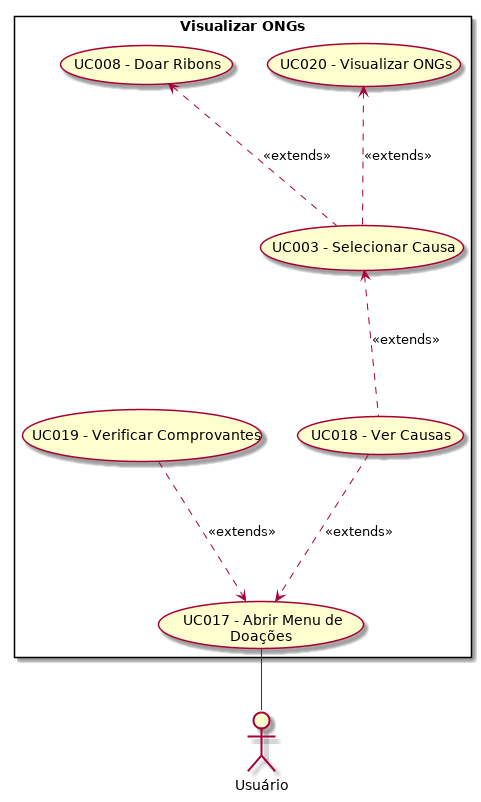 Visualizar ONGs
UC008 - Doar Ribons
UC020 - Visualizar ONGs
«extends»
«extends»
UC003 - Selecionar Causa
«extends»
UC019 - Verificar Comprovantes
UC018 - Ver Causas
«extends»
«extends»
UC017 - Abrir Menu de
Doações
Usuário